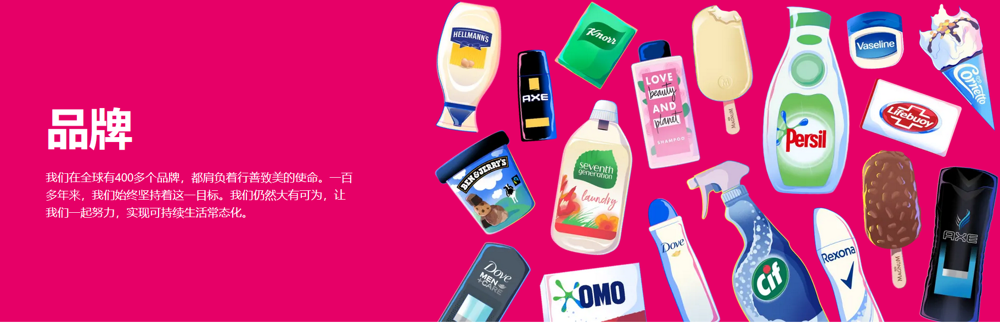 品牌
我们在全球有400多个品牌，都肩负着行善致美的使命。一百
多年来，我们始终坚持着这一目标。我们仍然大有可为，让
我们一起努力，实现可持续生活常态化。
HELLMANN'S
Knorr
AXE
LOVE
beauty
AND
planet
SHAMPOO
M
MAGNUM
Persil
Vaseline
Cornetto
Lifebuoy
BEN & JERRY'S
seventh
generation
laundry
Dove
MEN
+CARE
OMO
Dove
Cif
Rexona
MAGNUM
AXE